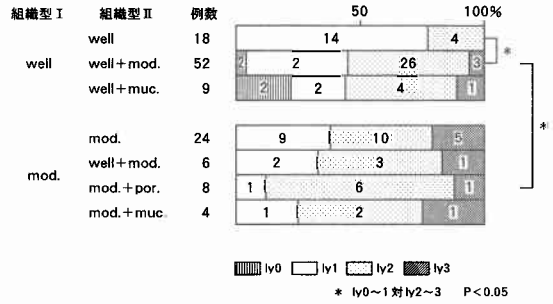 組織型Ⅰ 組織型Ⅱ 例数 50 100%
well 18 14 4
*
well well+mod. 52 2 2 26 3
well+muc. 9 2 2 4 1
*
mod. 24 9 10 5
well+mod. 6 2 3 1
mod.
mod.+por. 8 1 6 1
mod.+muc. 4 1 2 1
ly0 ly1 ly2 ly3
* ly0~1対ly2~3 P<0.05